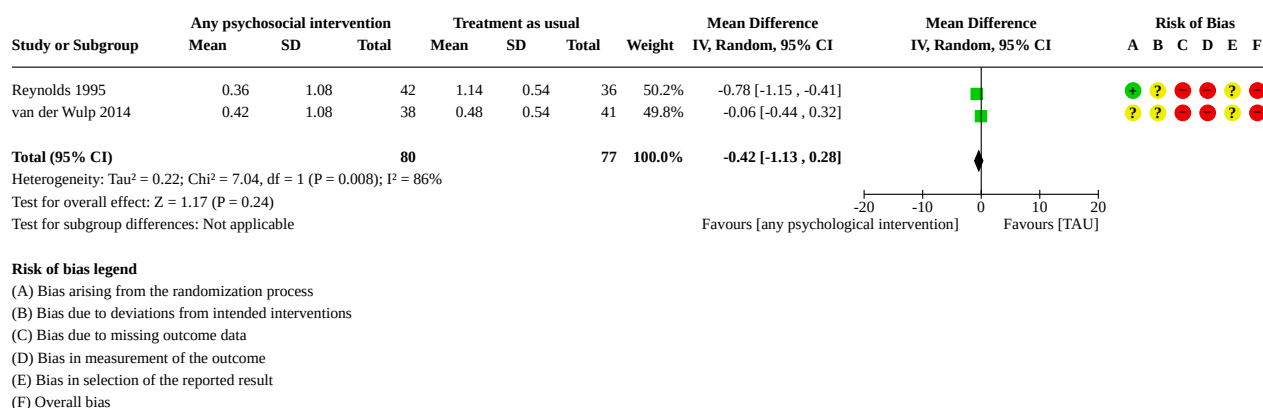 Any psychosocial intervention Treatment as usual Mean Difference Mean Difference Risk of Bias
Study or Subgroup Mean SD Total Mean SD Total Weight IV, Random, 95% CI IV, Random, 95% CI A B C D E F
Reynolds 1995 0.36 1.08 42 1.14 0.54 36 50.2% -0.78 [-1.15 , -0.41] + ? − − ? −
van der Wulp 2014 0.42 1.08 38 0.48 0.54 41 49.8% -0.06 [-0.44 , 0.32] ? ? − − ? −
Total (95% CI) 80 77 100.0% -0.42 [-1.13 , 0.28]
Heterogeneity: Tau² = 0.22; Chi² = 7.04, df = 1 (P = 0.008); I² = 86%
Test for overall effect: Z = 1.17 (P = 0.24) -20 -10 0 10 20
Test for subgroup differences: Not applicable Favours [any psychological intervention] Favours [TAU]
Risk of bias legend
(A) Bias arising from the randomization process
(B) Bias due to deviations from intended interventions
(C) Bias due to missing outcome data
(D) Bias in measurement of the outcome
(E) Bias in selection of the reported result
(F) Overall bias